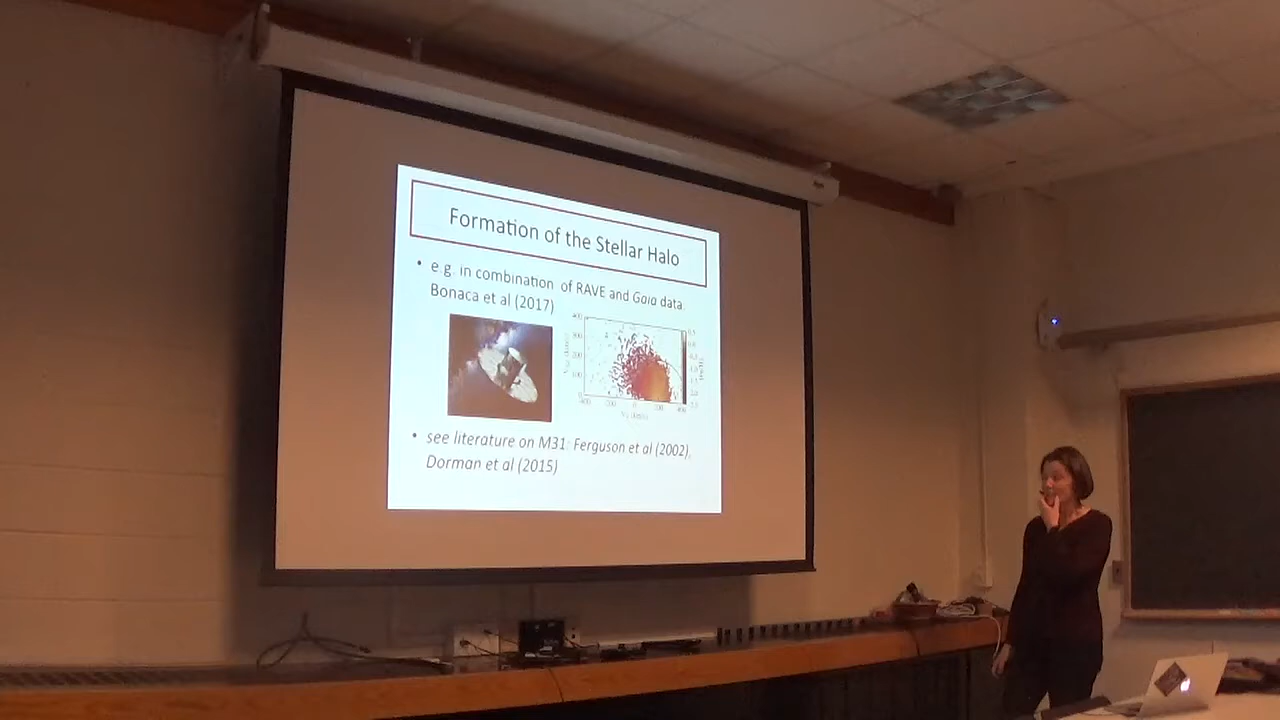 Formation of the Stellar Halo
• e.g. in combination of RAVE and Gaia data:
Bonaca et al (2017)
• see literature on M31: Ferguson et al (2002),
Dorman et al (2015)